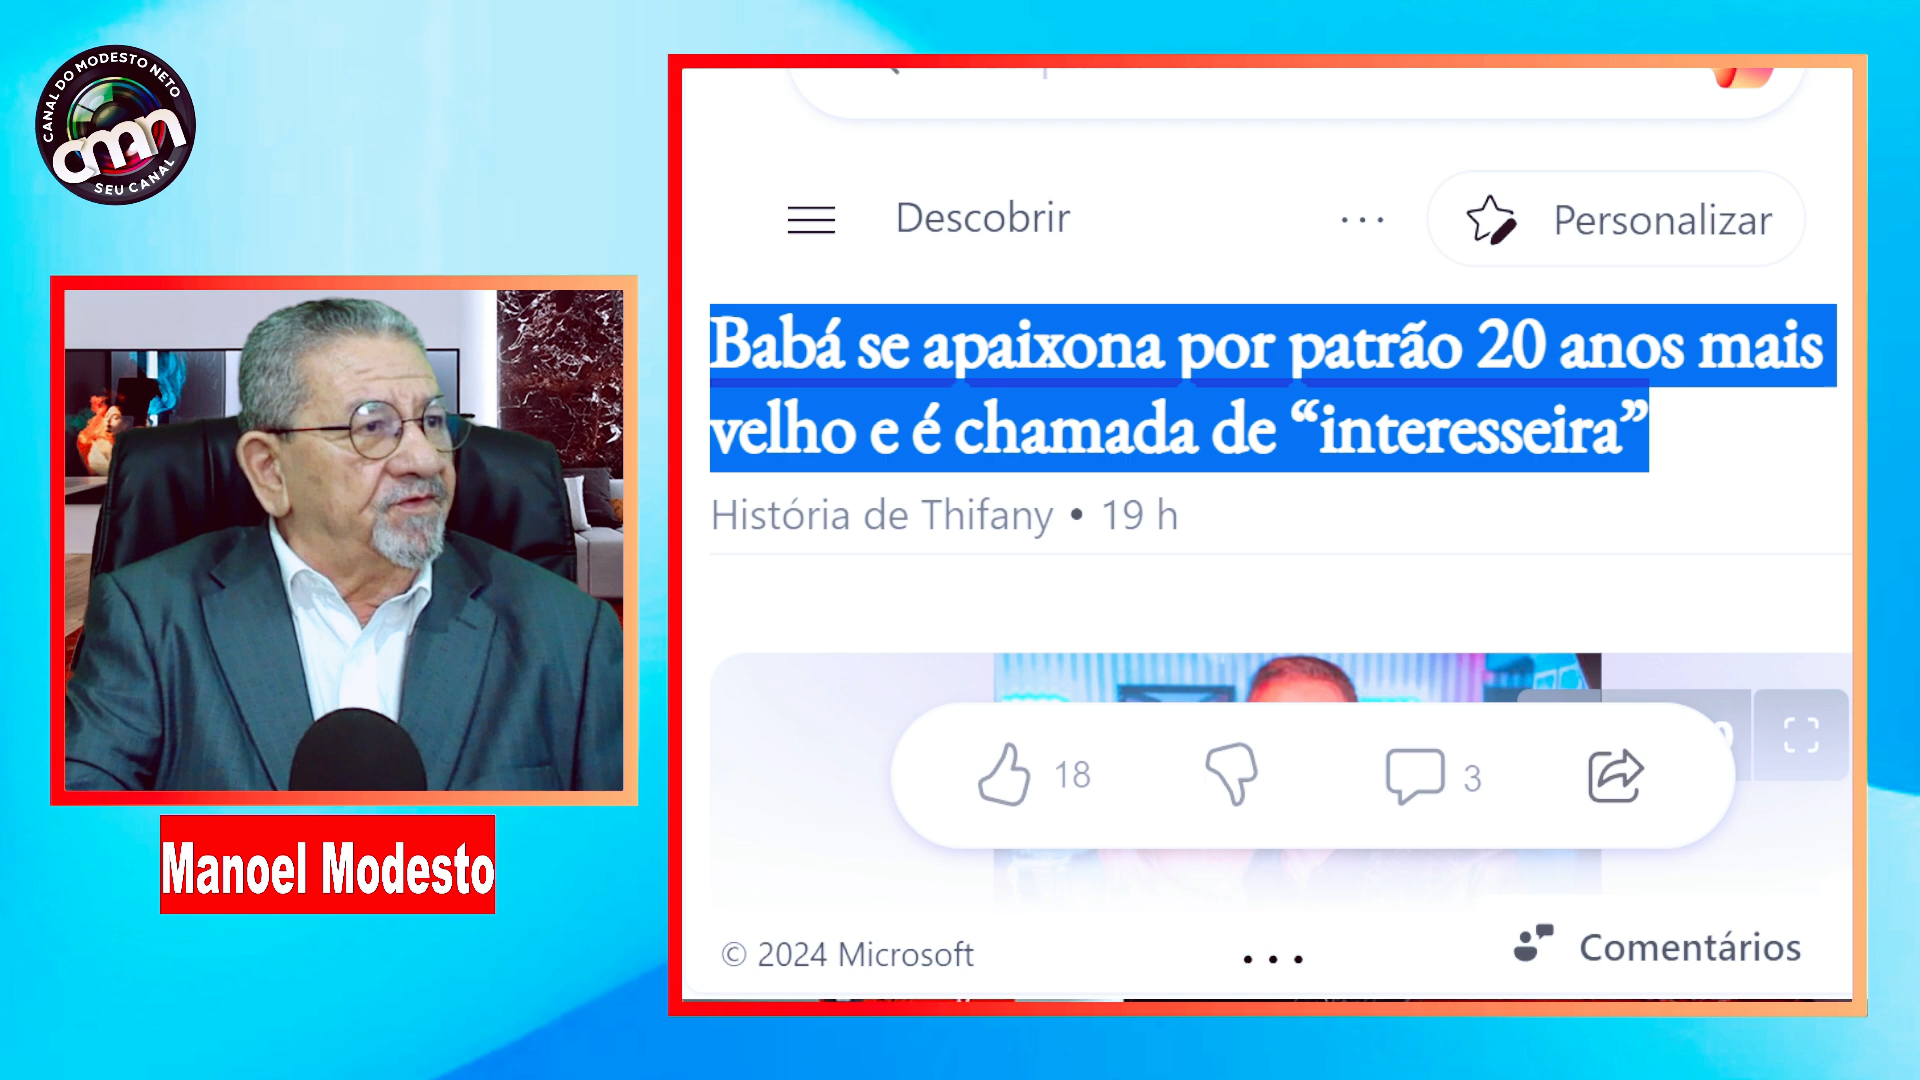 CANAL DO MODESTO NETO
cmn
SEU CANAL
Manoel Modesto
Descobrir
Personalizar
Babá se apaixona por patrão 20 anos mais
velho e é chamada de “interesseira”
História de Thifany • 19 h
18
3
© 2024 Microsoft
Comentários